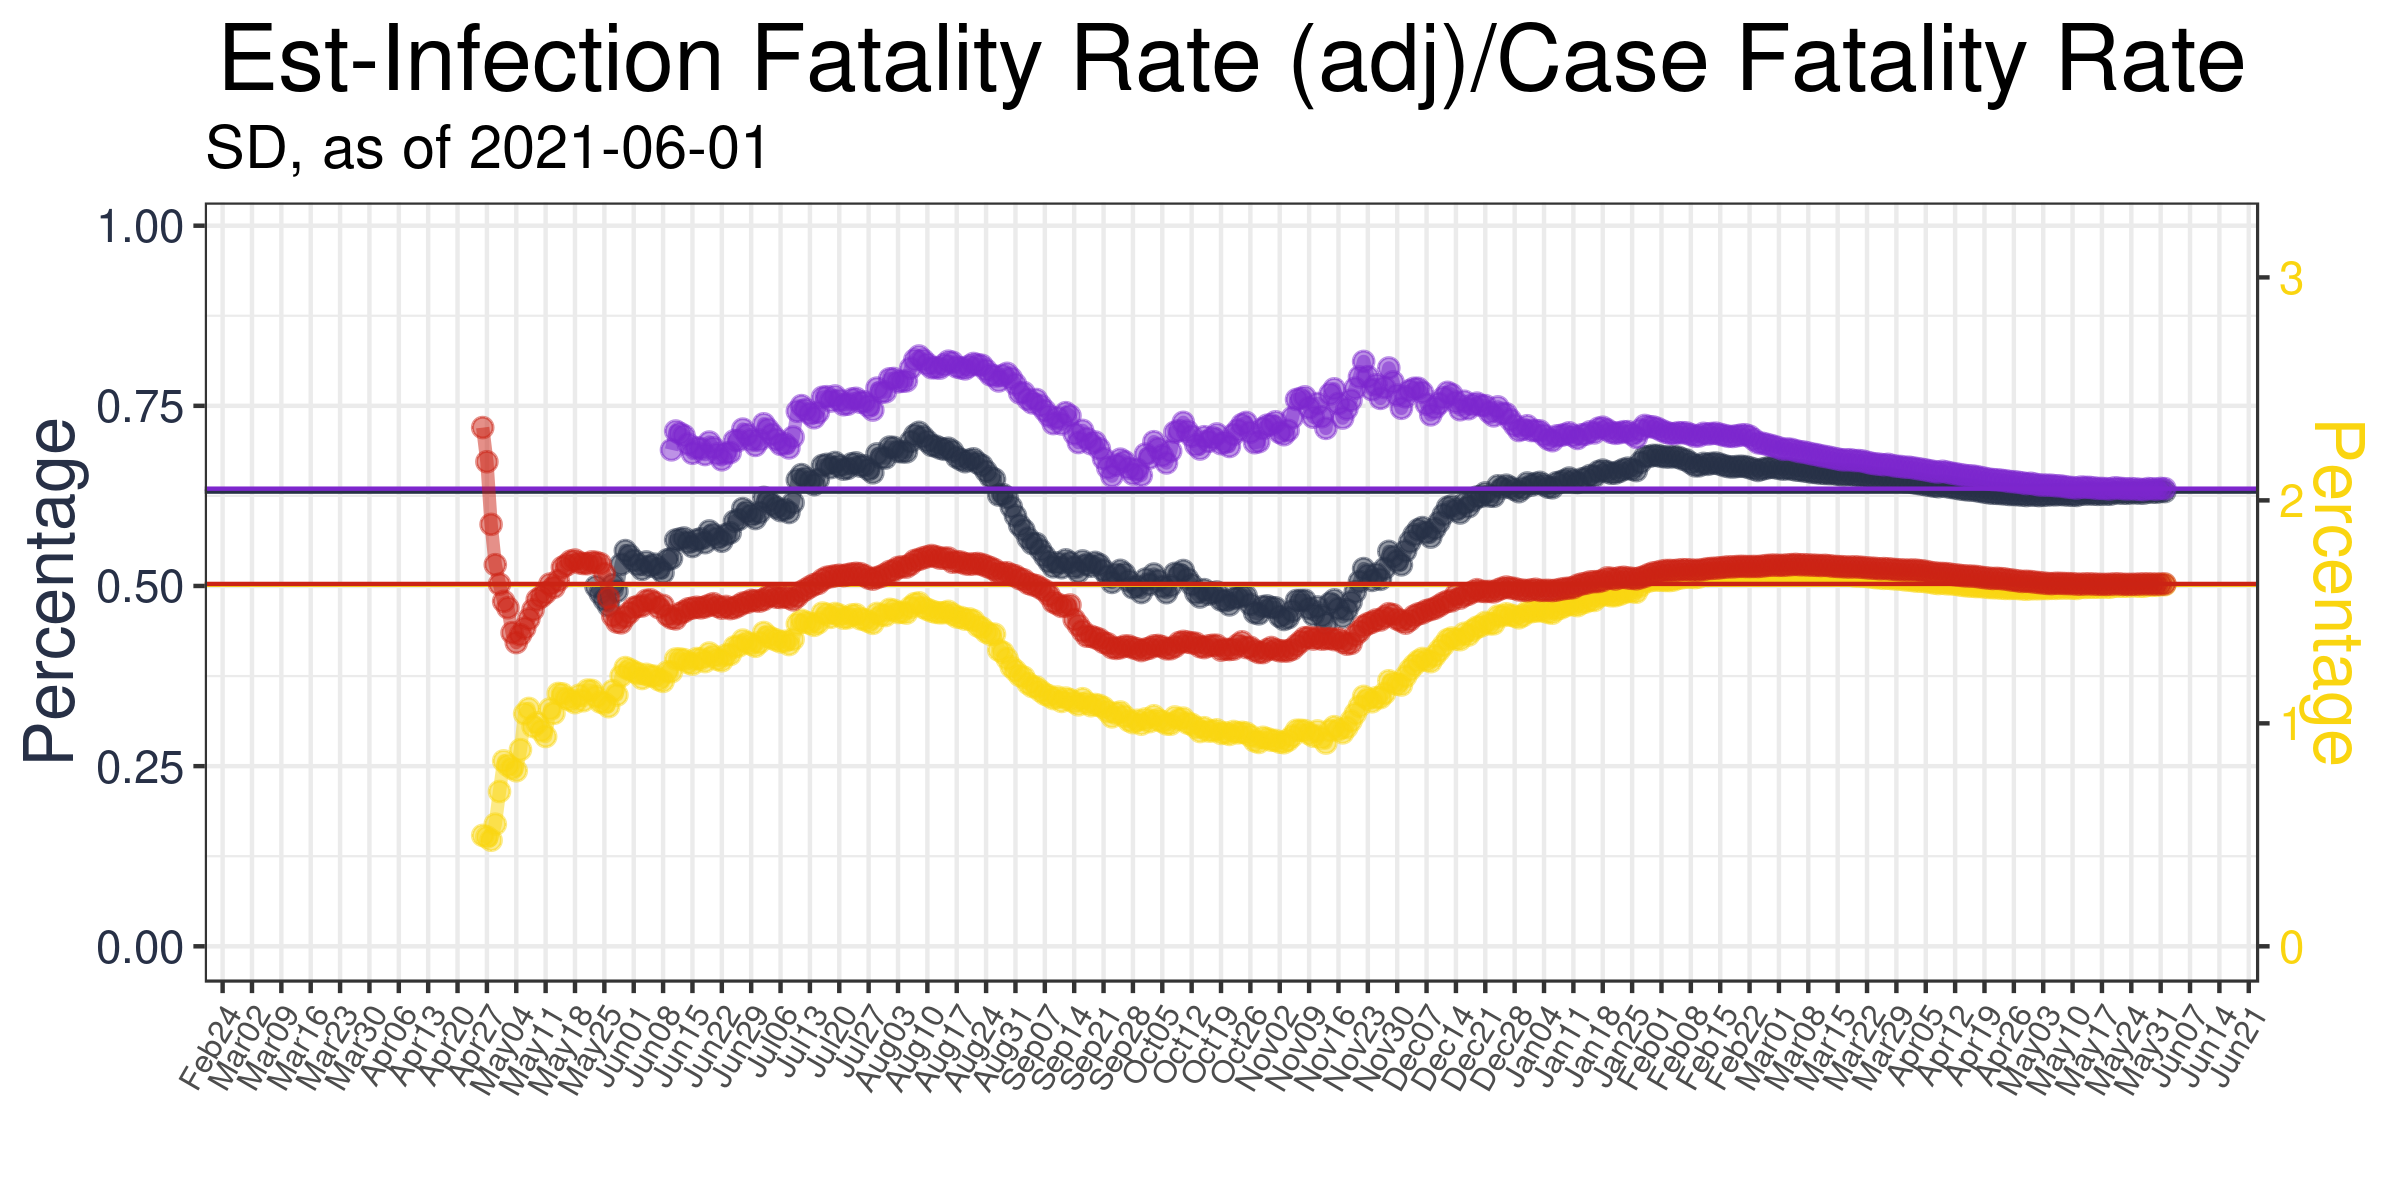 Est-Infection Fatality Rate (adj)/Case Fatality Rate
SD, as of 2021-06-01
Percentage
1.00
0.75
0.50
0.25
0.00
3
2
1
0
Percentage
Feb24
Mar02
Mar09
Mar16
Mar23
Mar30
Apr06
Apr13
Apr20
Apr27
May04
May11
May18
May25
Jun01
Jun08
Jun15
Jun22
Jun29
Jul06
Jul13
Jul20
Jul27
Aug03
Aug10
Aug17
Aug24
Aug31
Sep07
Sep14
Sep21
Sep28
Oct05
Oct12
Oct19
Oct26
Nov02
Nov09
Nov16
Nov23
Nov30
Dec07
Dec14
Dec21
Dec28
Jan04
Jan11
Jan18
Jan25
Feb01
Feb08
Feb15
Feb22
Mar01
Mar08
Mar15
Mar22
Mar29
Apr05
Apr12
Apr19
Apr26
May03
May10
May17
May24
May31
Jun07
Jun14
Jun21